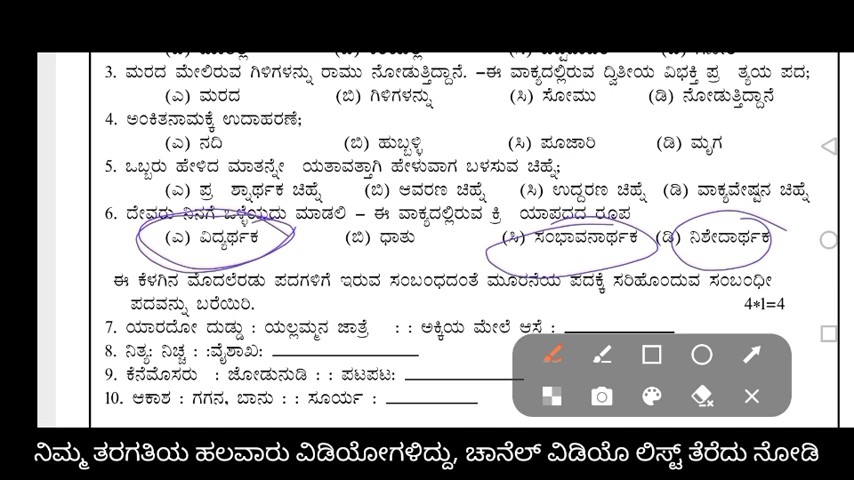 3. ಮರದ ಮೇಲಿರುವ ಗಿಳಿಗಳನ್ನು ರಾಮು ನೋಡುತ್ತಿದ್ದಾನೆ. –ಈ ವಾಕ್ಯದಲ್ಲಿರುವ ದ್ವಿತೀಯ ವಿಭಕ್ತಿ ಪ್ರ ತ್ಯಯ ಪದ;
(ಎ) ಮರದ (ಬಿ) ಗಿಳಿಗಳನ್ನು (ಸಿ) ಸೋಮು (ಡಿ) ನೋಡುತ್ತಿದ್ದಾನೆ
4. ಅಂಕಿತನಾಮಕ್ಕೆ ಉದಾಹರಣೆ;
(ಎ) ನದಿ (ಬಿ) ಹುಬ್ಬಳ್ಳಿ (ಸಿ) ಪೂಜಾರಿ (ಡಿ) ಮೃಗ
5. ಒಬ್ಬರು ಹೇಳಿದ ಮಾತನ್ನೇ ಯತಾವತ್ತಾಗಿ ಹೇಳುವಾಗ ಬಳಸುವ ಚಿಹ್ನೆ;
(ಎ) ಪ್ರ ಶ್ನಾರ್ಥಕ ಚಿಹ್ನೆ (ಬಿ) ಆವರಣ ಚಿಹ್ನೆ (ಸಿ) ಉದ್ದರಣ ಚಿಹ್ನೆ (ಡಿ) ವಾಕ್ಯವೇಷ್ಟನ ಚಿಹ್ನೆ
6. ದೇವರು ನಿನಗೆ ಒಳ್ಳೆಯದು ಮಾಡಲಿ – ಈ ವಾಕ್ಯದಲ್ಲಿರುವ ಕ್ರಿ ಯಾಪದದ ರೂಪ
(ಎ) ವಿದ್ಯರ್ಥಕ (ಬಿ) ಧಾತು (ಸಿ) ಸಂಭಾವನಾರ್ಥಕ (ಡಿ) ನಿಶೇದಾರ್ಥಕ
ಈ ಕೆಳಗಿನ ಮೊದಲೆರಡು ಪದಗಳಿಗೆ ಇರುವ ಸಂಬಂಧದಂತೆ ಮೂರನೆಯ ಪದಕ್ಕೆ ಸರಿಹೊಂದುವ ಸಂಬಂಧೀ
ಪದವನ್ನು ಬರೆಯಿರಿ. 4*1=4
7. ಯಾರದೋ ದುಡ್ಡು : ಯಲ್ಲಮ್ಮನ ಜಾತ್ರೆ : : ಅಕ್ಕಿಯ ಮೇಲೆ ಆಸೆ :
8. ನಿತ್ಯ: ನಿಚ್ಚ : :ವೈಶಾಖ:
9. ಕೆನೆಮೊಸರು : ಜೋಡುನುಡಿ : : ಪಟಪಟ:
10. ಆಕಾಶ : ಗಗನ, ಬಾನು : : ಸೂರ್ಯ :
ನಿಮ್ಮ ತರಗತಿಯ ಹಲವಾರು ವಿಡಿಯೋಗಳಿದ್ದು, ಚಾನೆಲ್ ವಿಡಿಯೊ ಲಿಸ್ಟ್ ತೆರೆದು ನೋಡಿ